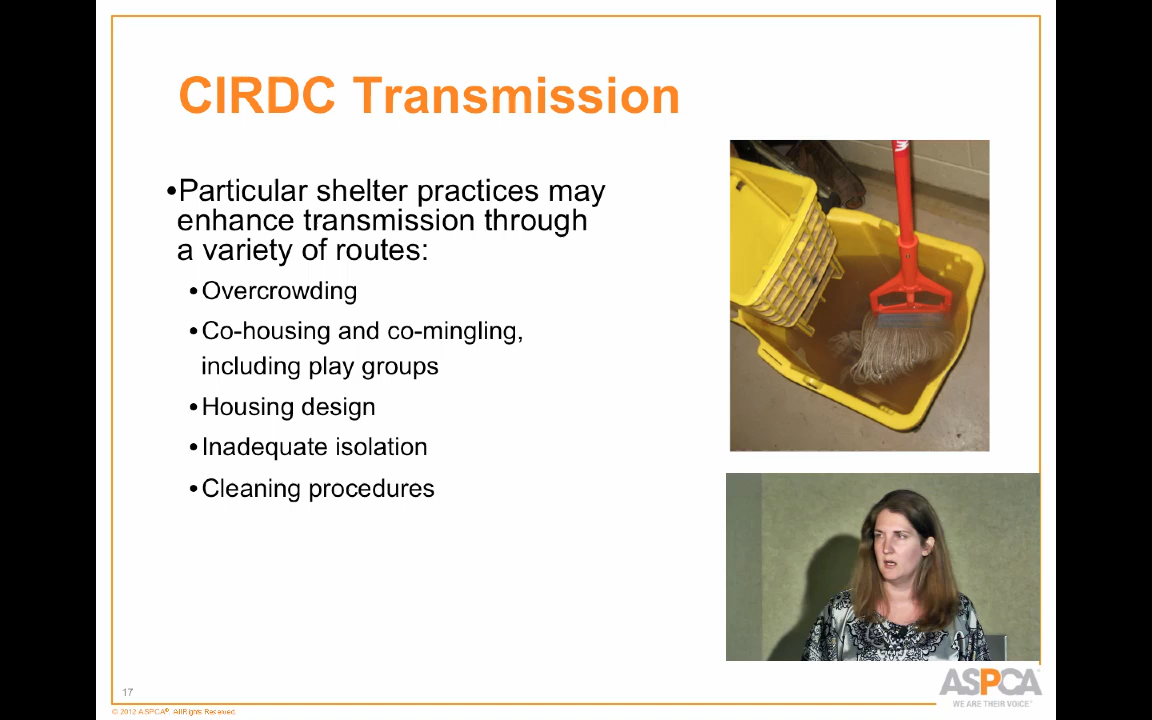 CIRDC Transmission
•Particular shelter practices may
enhance transmission through
a variety of routes:
•Overcrowding
•Co-housing and co-mingling,
including play groups
•Housing design
•Inadequate isolation
•Cleaning procedures
17
© 2012 ASPCA®. All Rights Reserved.
ASPCA
WE ARE THEIR VOICE.®